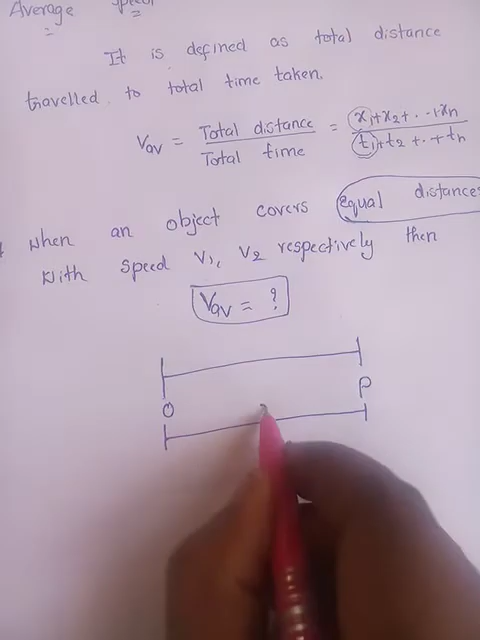 Average speed
It is defined as total distance
travelled to total time taken.
Vav = Total distance / Total time = x1+x2+..+xn / t1+t2+..+tn
When an object covers equal distances
With speed V1, V2 respectively then
Vav = ?
O P